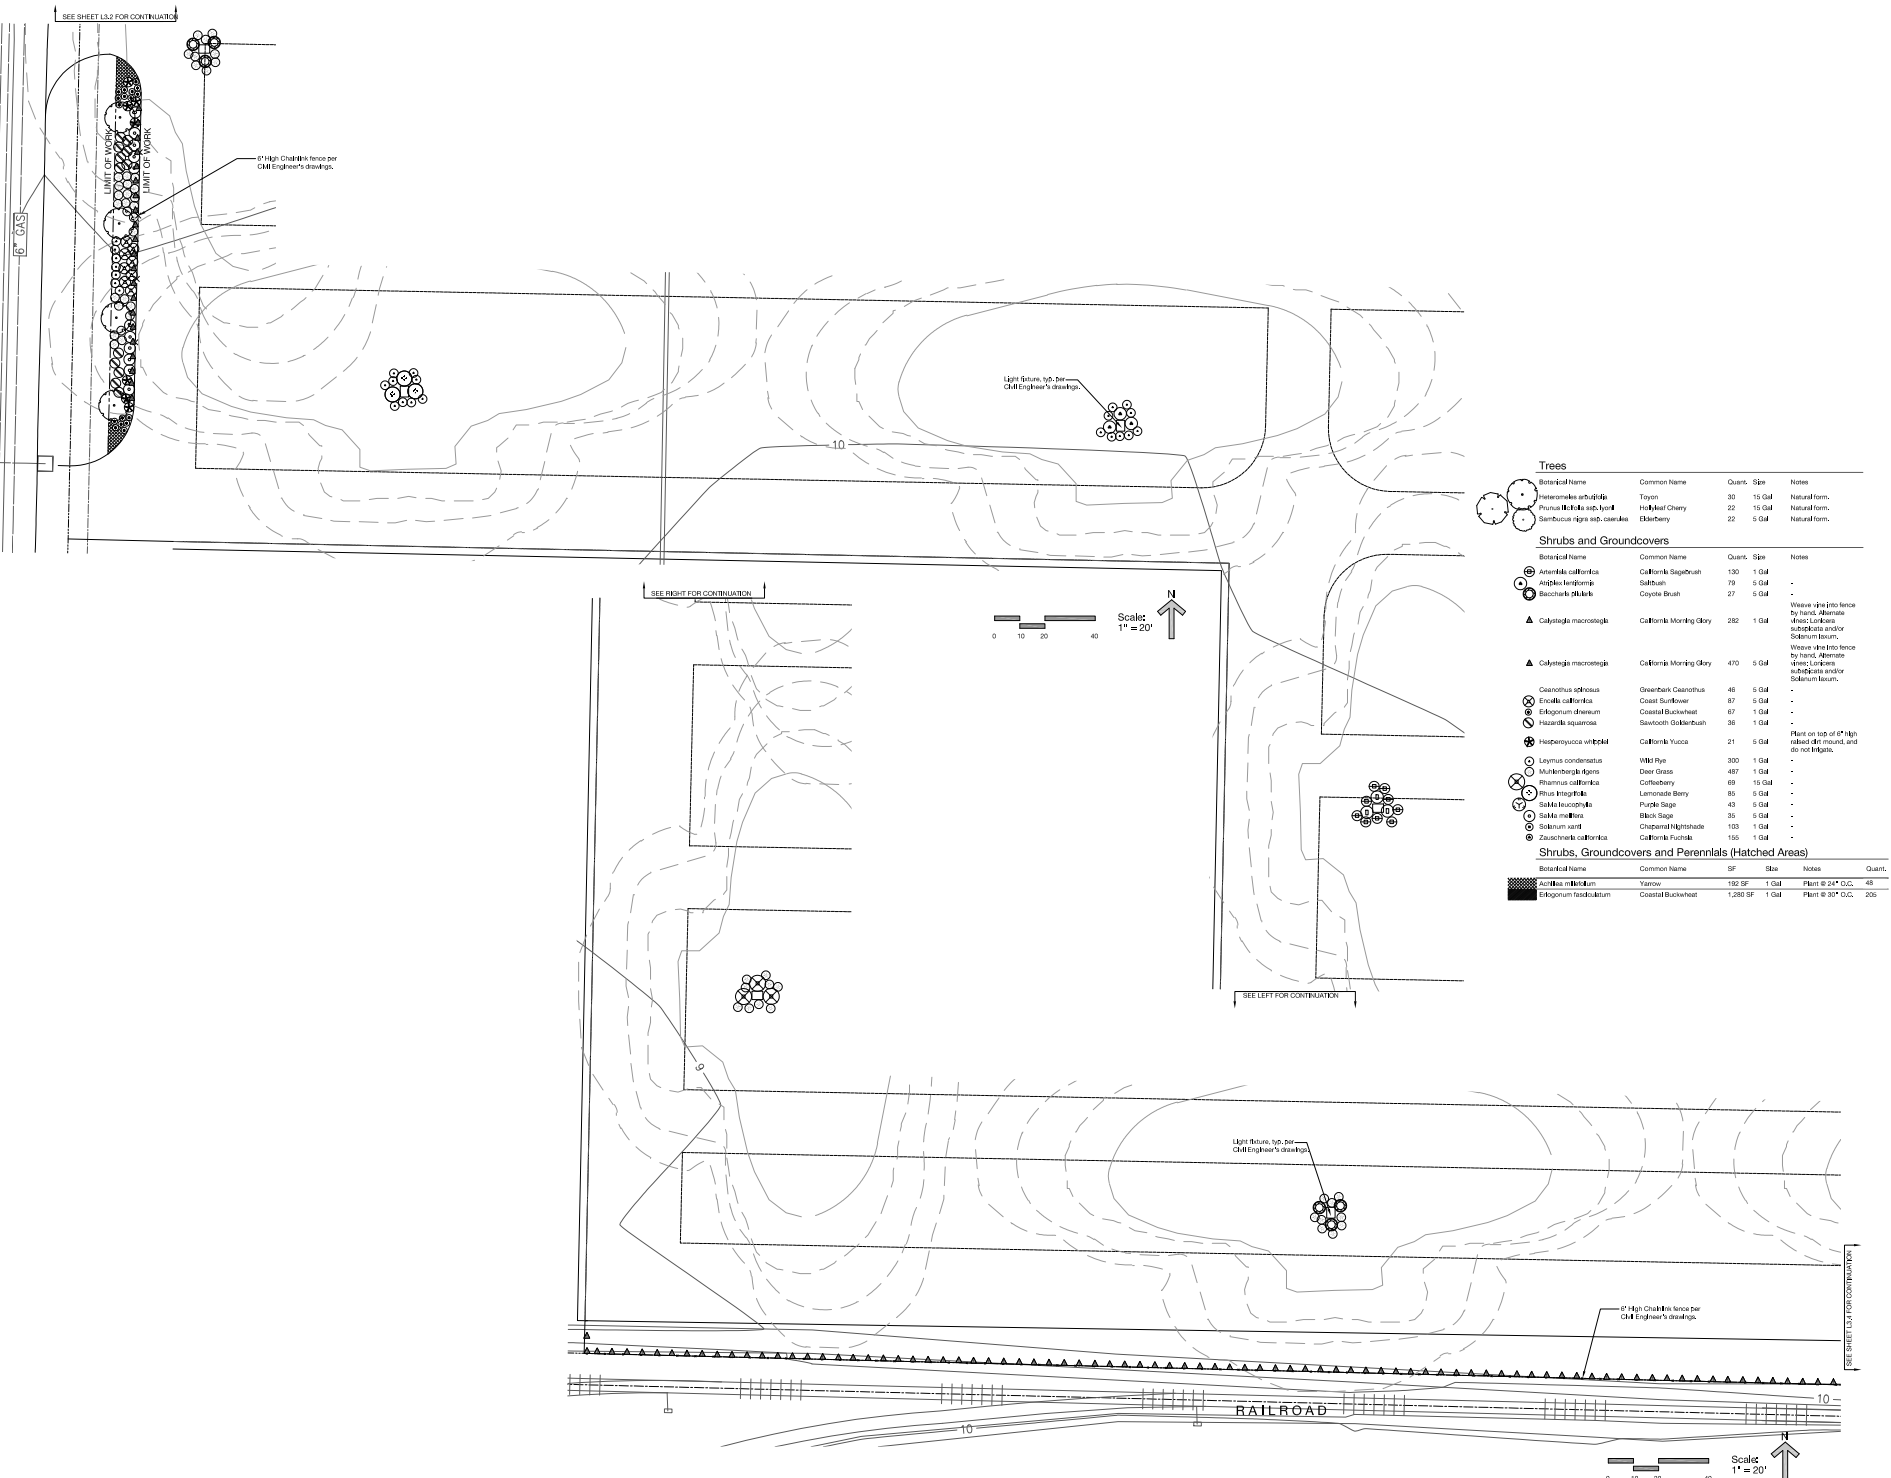 SEE SHEET L3.2 FOR CONTINUATION
LIMIT OF WORK
LIMIT OF WORK
6' High Chainlink fence per
Civil Engineer's drawings.
6" GAS
Light fixture, typ. per
Civil Engineer's drawings.
10
SEE RIGHT FOR CONTINUATION
0 10 20 40
Scale:
1" = 20'
N
SEE LEFT FOR CONTINUATION
Trees
Botanical Name Common Name Quant. Size Notes
Heteromeles arbutifolia Toyon 30 15 Gal Natural form.
Prunus ilicifolia ssp. lyonii Hollyleaf Cherry 22 15 Gal Natural form.
Sambucus nigra ssp. caerulea Elderberry 22 5 Gal Natural form.
Shrubs and Groundcovers
Botanical Name Common Name Quant. Size Notes
Artemisia californica California Sagebrush 130 1 Gal
Atriplex lentiformis Saltbush 79 5 Gal -
Baccharis pilularis Coyote Brush 27 5 Gal -
Calystegia macrostegia California Morning Glory 282 1 Gal Weave vine into fence
by hand. Alternate
vines: Lonicera
subspicata and/or
Solanum laxum.
Calystegia macrostegia California Morning Glory 470 5 Gal Weave vine into fence
by hand. Alternate
vines: Lonicera
subspicata and/or
Solanum laxum.
Ceanothus spinosus Greenbark Ceanothus 46 5 Gal -
Encelia californica Coast Sunflower 87 5 Gal -
Eriogonum cinereum Coastal Buckwheat 67 1 Gal -
Hazardia squarrosa Sawtooth Goldenbush 36 1 Gal -
Hesperoyucca whipplei California Yucca 21 5 Gal Plant on top of 6" high
raised dirt mound, and
do not irrigate.
Leymus condensatus Wild Rye 300 1 Gal -
Muhlenbergia rigens Deer Grass 487 1 Gal -
Rhamnus californica Coffeeberry 69 15 Gal -
Rhus integrifolia Lemonade Berry 85 5 Gal -
Salvia leucophylla Purple Sage 43 5 Gal -
Salvia mellifera Black Sage 35 5 Gal -
Solanum xanti Chaparral Nightshade 103 1 Gal -
Zauschneria californica California Fuchsia 155 1 Gal -
Shrubs, Groundcovers and Perennials (Hatched Areas)
Botanical Name Common Name SF Size Notes Quant.
Achillea millefolium Yarrow 192 SF 1 Gal Plant @ 24" O.C. 48
Eriogonum fasciculatum Coastal Buckwheat 1,280 SF 1 Gal Plant @ 30" O.C. 205
9
Light fixture, typ. per
Civil Engineer's drawings.
SEE SHEET L3.4 FOR CONTINUATION
6' High Chainlink fence per
Civil Engineer's drawings.
10
RAILROAD
10
N
Scale:
1" = 20'